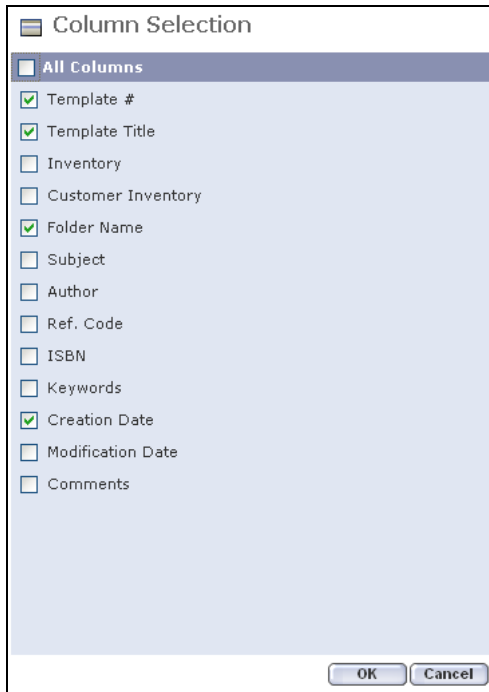 Column Selection
All Columns
Template #
Template Title
Inventory
Customer Inventory
Folder Name
Subject
Author
Ref. Code
ISBN
Keywords
Creation Date
Modification Date
Comments
OK Cancel